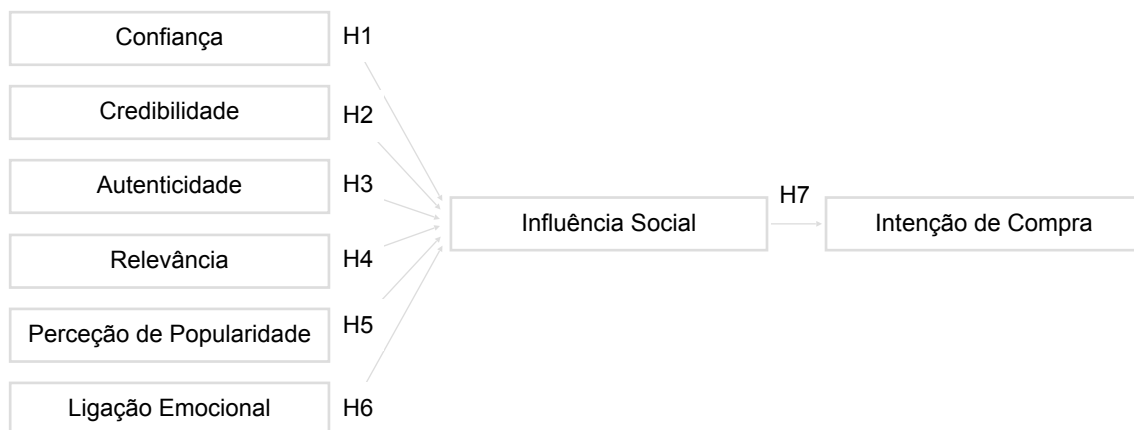 Confiança
H1
Credibilidade
H2
Autenticidade
H3
Relevância
H4
Perceção de Popularidade
H5
Ligação Emocional
H6
Influência Social
H7
Intenção de Compra